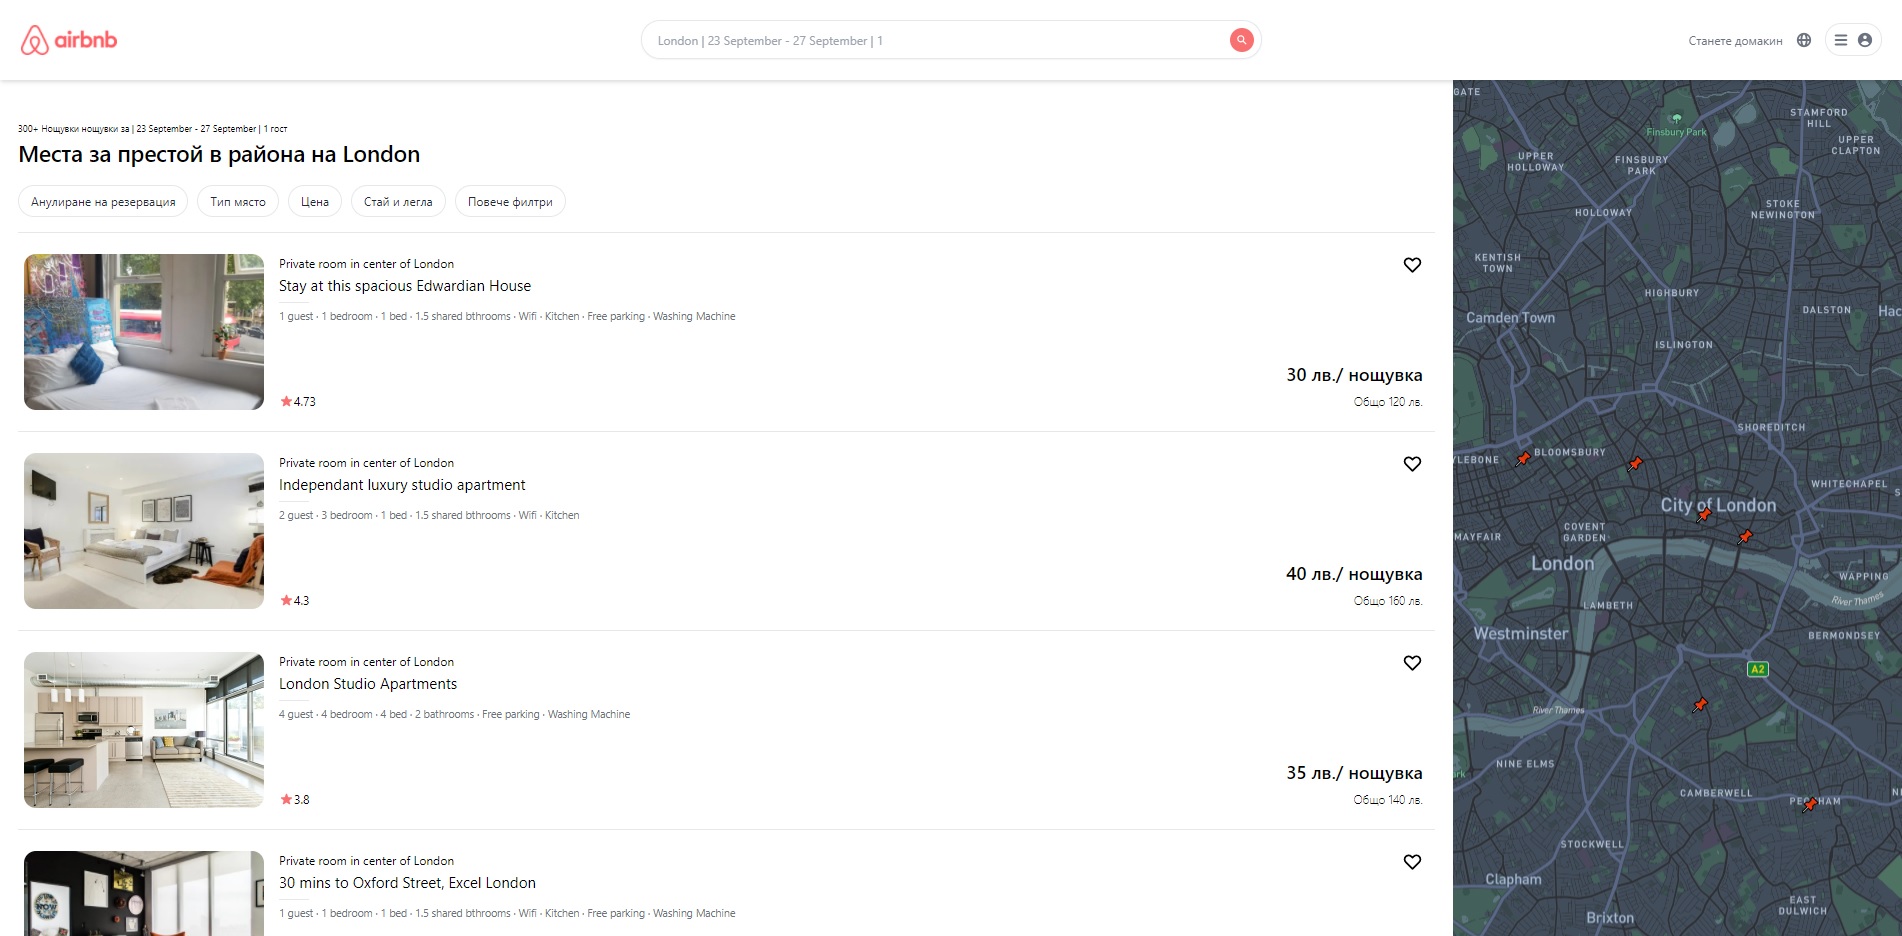 airbnb
London | 23 September - 27 September | 1
Станете домакин
300+ Нощувки нощувки за | 23 September - 27 September | 1 гост
Места за престой в района на London
Анулиране на резервация
Тип място
Цена
Стай и легла
Повече филтри
Private room in center of London
Stay at this spacious Edwardian House
1 guest · 1 bedroom · 1 bed · 1.5 shared bthrooms · Wifi · Kitchen · Free parking · Washing Machine
30 лв./ нощувка
4.73
Общо 120 лв.
Private room in center of London
Independant luxury studio apartment
2 guest · 3 bedroom · 1 bed · 1.5 shared bthrooms · Wifi · Kitchen
40 лв./ нощувка
4.3
Общо 160 лв.
Private room in center of London
London Studio Apartments
4 guest · 4 bedroom · 4 bed · 2 bathrooms · Free parking · Washing Machine
35 лв./ нощувка
3.8
Общо 140 лв.
Private room in center of London
30 mins to Oxford Street, Excel London
1 guest · 1 bedroom · 1 bed · 1.5 shared bthrooms · Wifi · Kitchen · Free parking · Washing Machine
GATE
STAMFORD
HILL
Finsbury Park
UPPER
CLAPTON
UPPER
HOLLOWAY
FINSBURY
PARK
STOKE
NEWINGTON
HOLLOWAY
KENTISH
TOWN
HIGHBURY
DALSTON
Hac
Camden Town
ISLINGTON
SHOREDITCH
YLEBONE
BLOOMSBURY
WHITECHAPEL
S
City of London
COVENT
GARDEN
MAYFAIR
London
WAPPING
River Thames
LAMBETH
Westminster
BERMONDSEY
A2
River Thames
NINE ELMS
ark
CAMBERWELL
PECKHAM
N
STOCKWELL
Clapham
EAST
DULWICH
Brixton